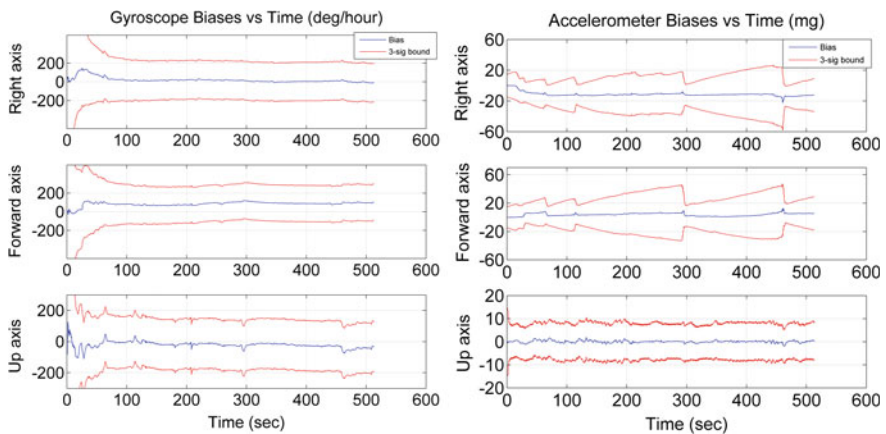 Gyroscope Biases vs Time (deg/hour)
Right axis
200
0
-200
0 100 200 300 400 500 600
Bias
3-sig bound
Forward axis
200
0
-200
0 100 200 300 400 500 600
Up axis
200
0
-200
0 100 200 300 400 500 600
Time (sec)
Accelerometer Biases vs Time (mg)
Right axis
60
20
-20
-60
0 100 200 300 400 500 600
Bias
3-sig bound
Forward axis
60
20
-20
-60
0 100 200 300 400 500 600
Up axis
20
10
0
-10
-20
0 100 200 300 400 500 600
Time (sec)